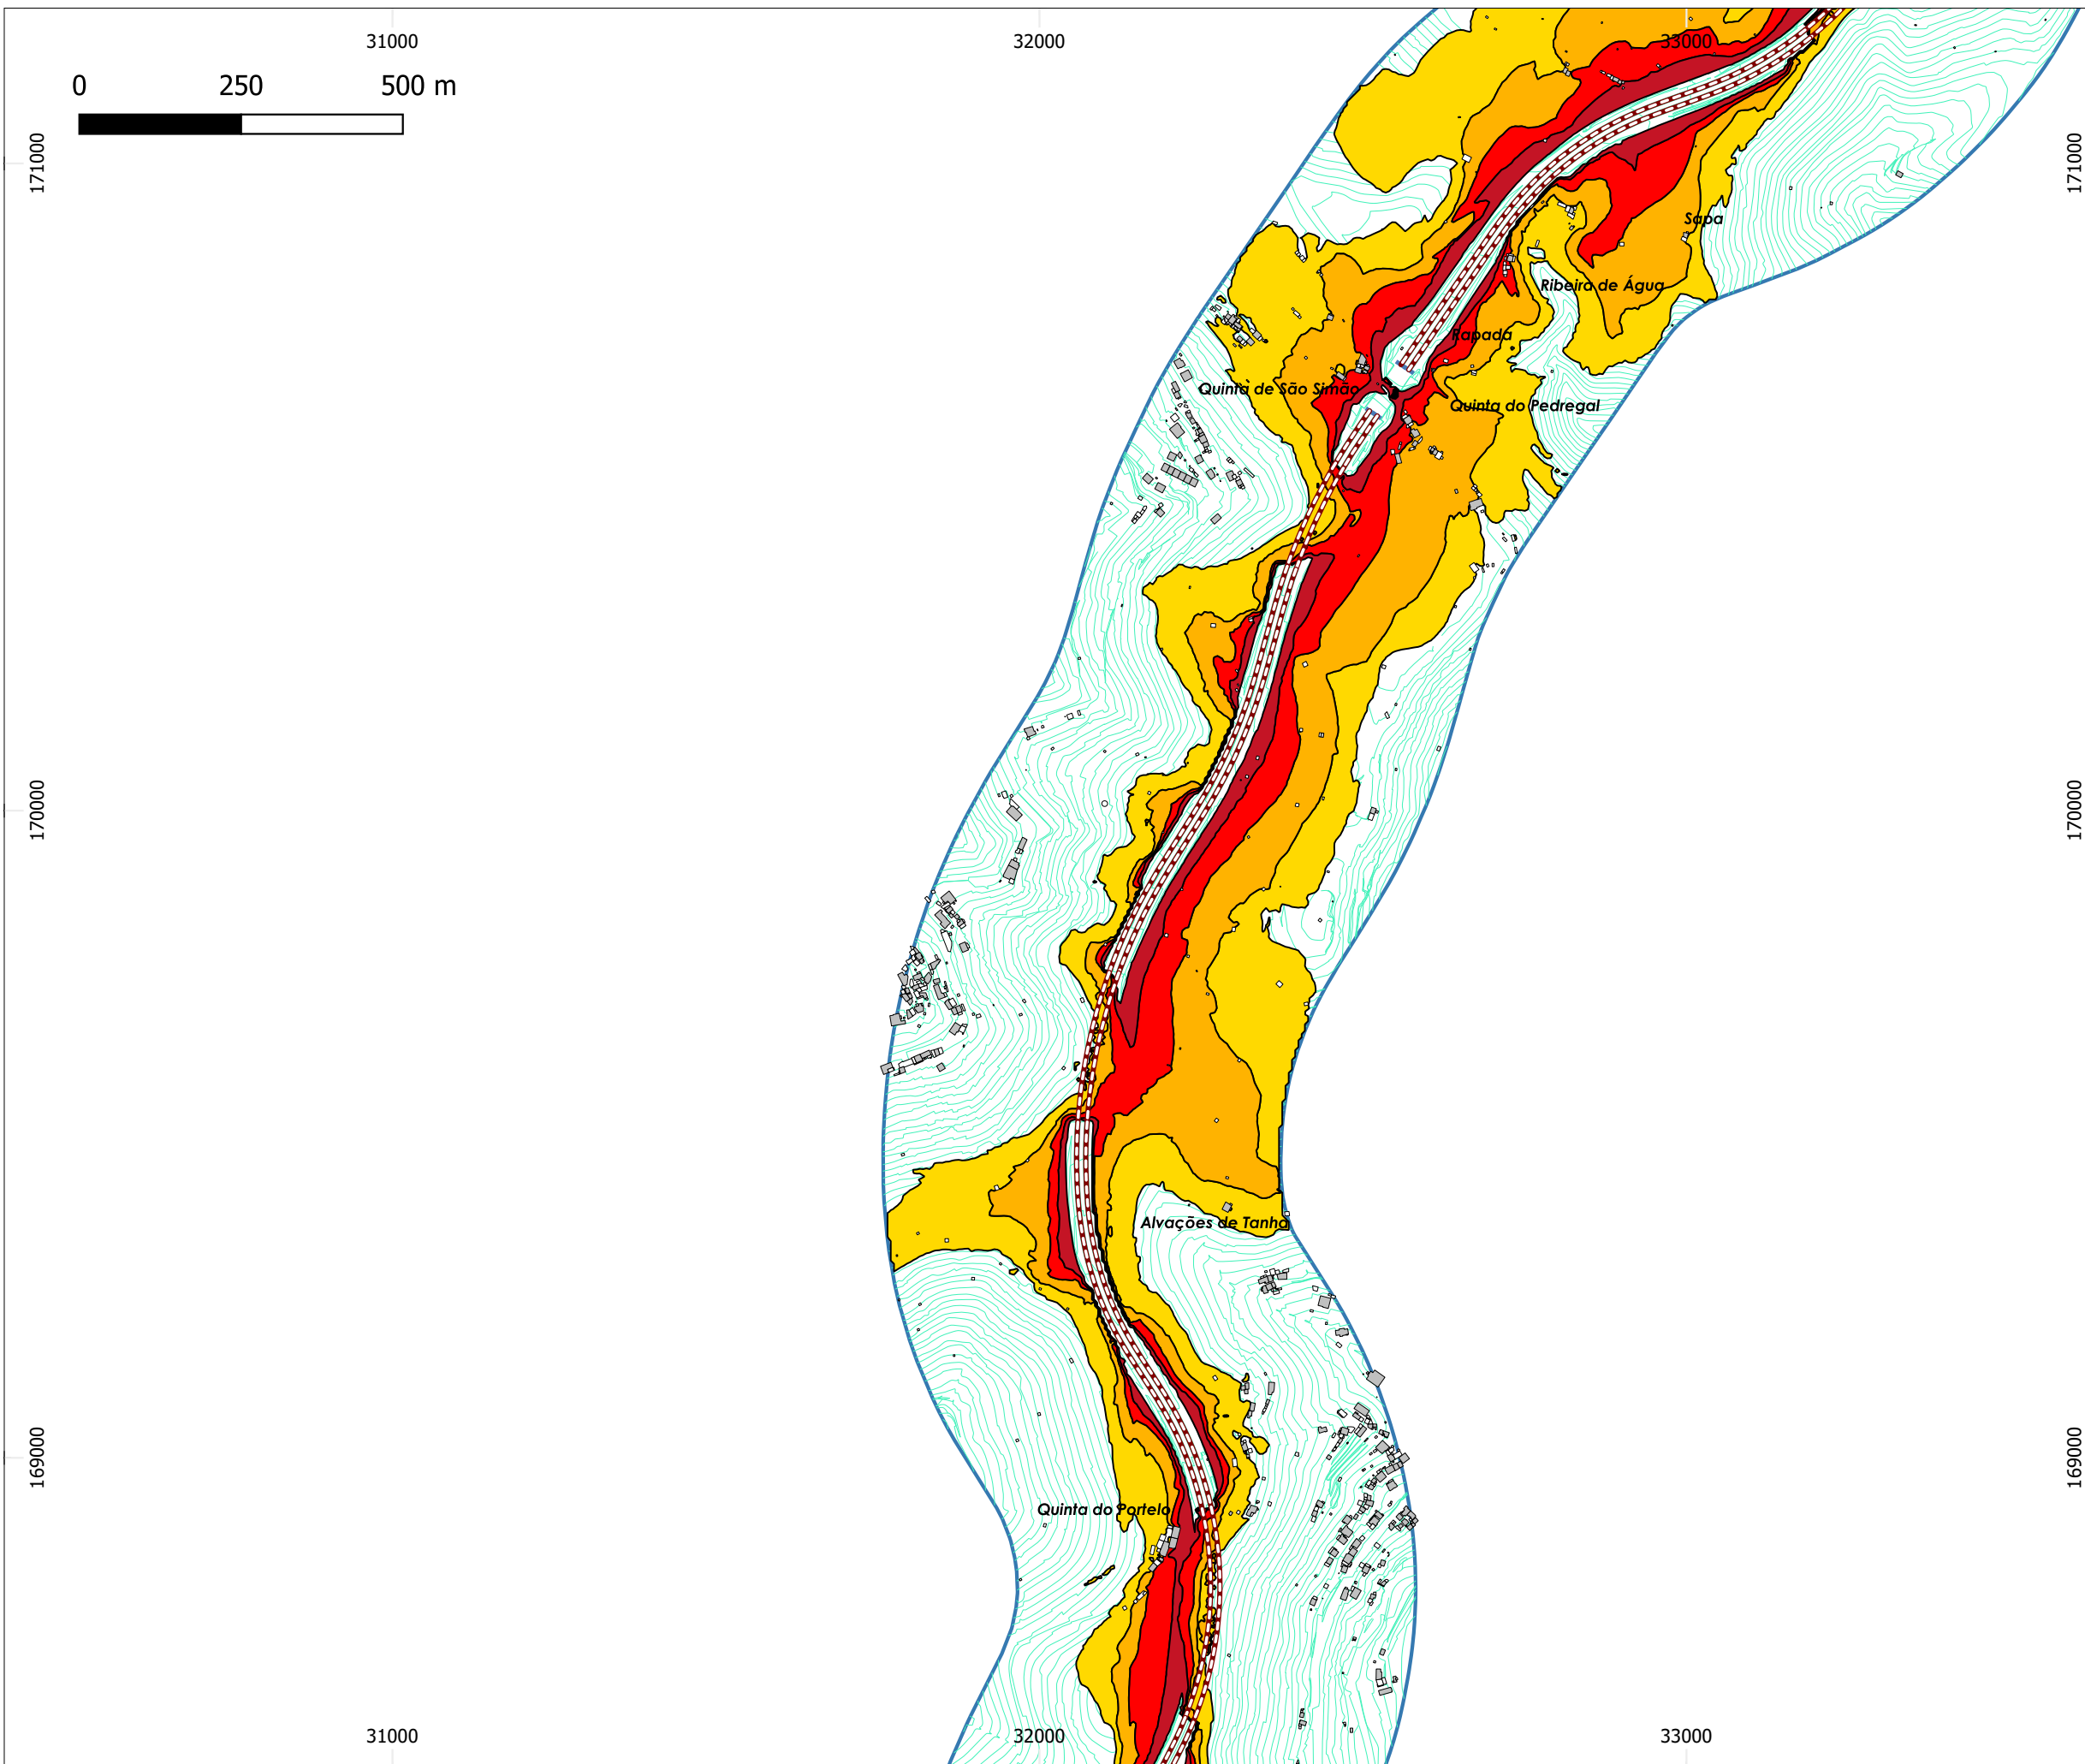 31000
32000
33000
0 250 500 m
171000
171000
Sapa
Ribeira de Água
Rapada
Quinta de São Simão
Quinta do Pedregal
170000
170000
Alvações de Tanha
169000
169000
Quinta do Portelo
31000
32000
33000